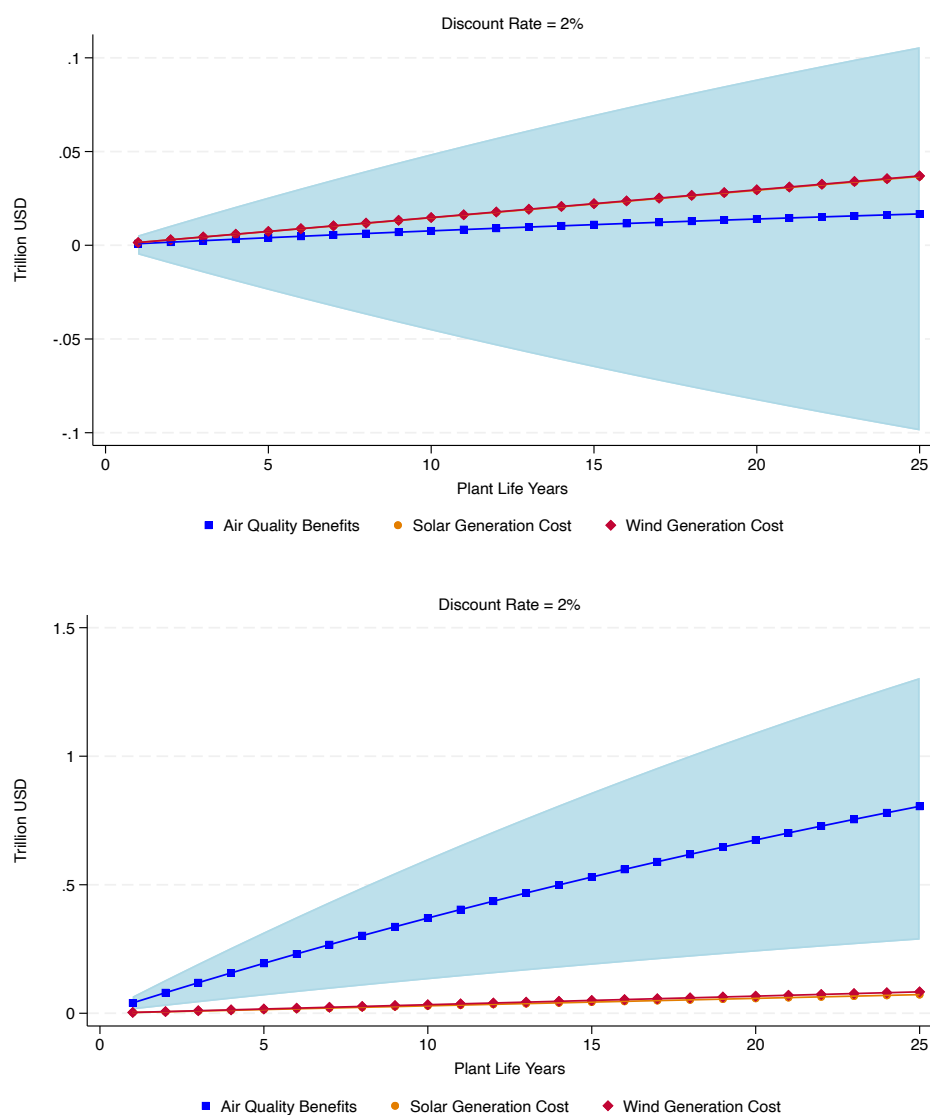 Discount Rate = 2%
.1
.05
0
-.05
-.1
Trillion USD
0 5 10 15 20 25
Plant Life Years
Air Quality Benefits Solar Generation Cost Wind Generation Cost
Discount Rate = 2%
1.5
1
.5
0
Trillion USD
0 5 10 15 20 25
Plant Life Years
Air Quality Benefits Solar Generation Cost Wind Generation Cost